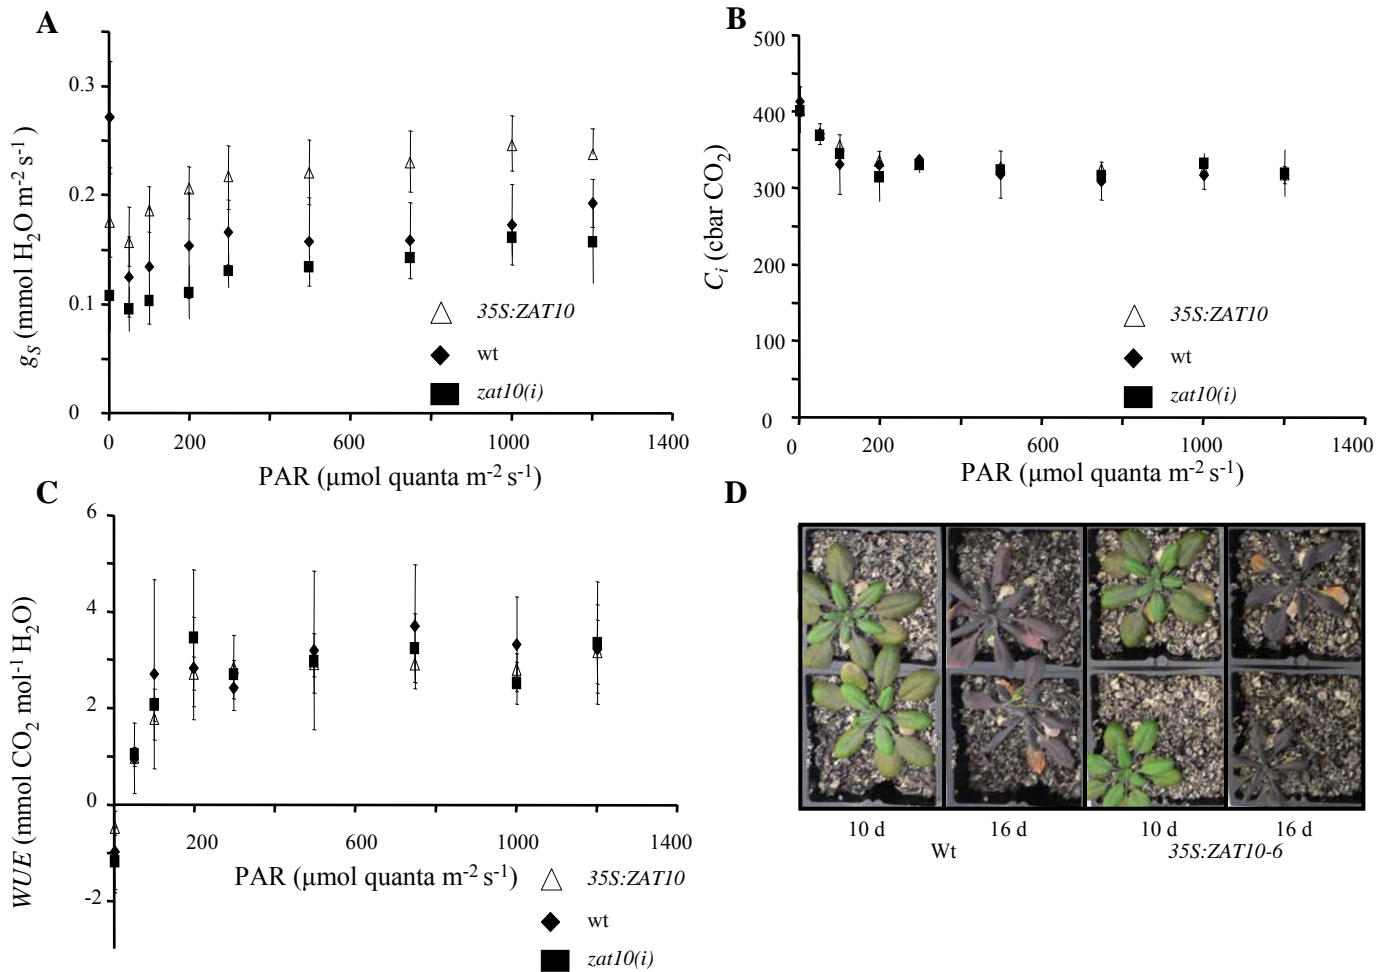 A
0.3
0.2
0.1
0
gS (mmol H2O m-2 s-1)
35S:ZAT10
wt
zat10(i)
0 200 600 1000 1400
PAR (μmol quanta m-2 s-1)
B
500
400
300
200
100
0
Ci (cbar CO2)
35S:ZAT10
wt
zat10(i)
0 200 600 1000 1400
PAR (μmol quanta m-2 s-1)
C
6
4
2
0
-2
WUE (mmol CO2 mol-1 H2O)
200 600 1000 1400
PAR (μmol quanta m-2 s-1)
35S:ZAT10
wt
zat10(i)
D
10 d 16 d 10 d 16 d
Wt 35S:ZAT10-6